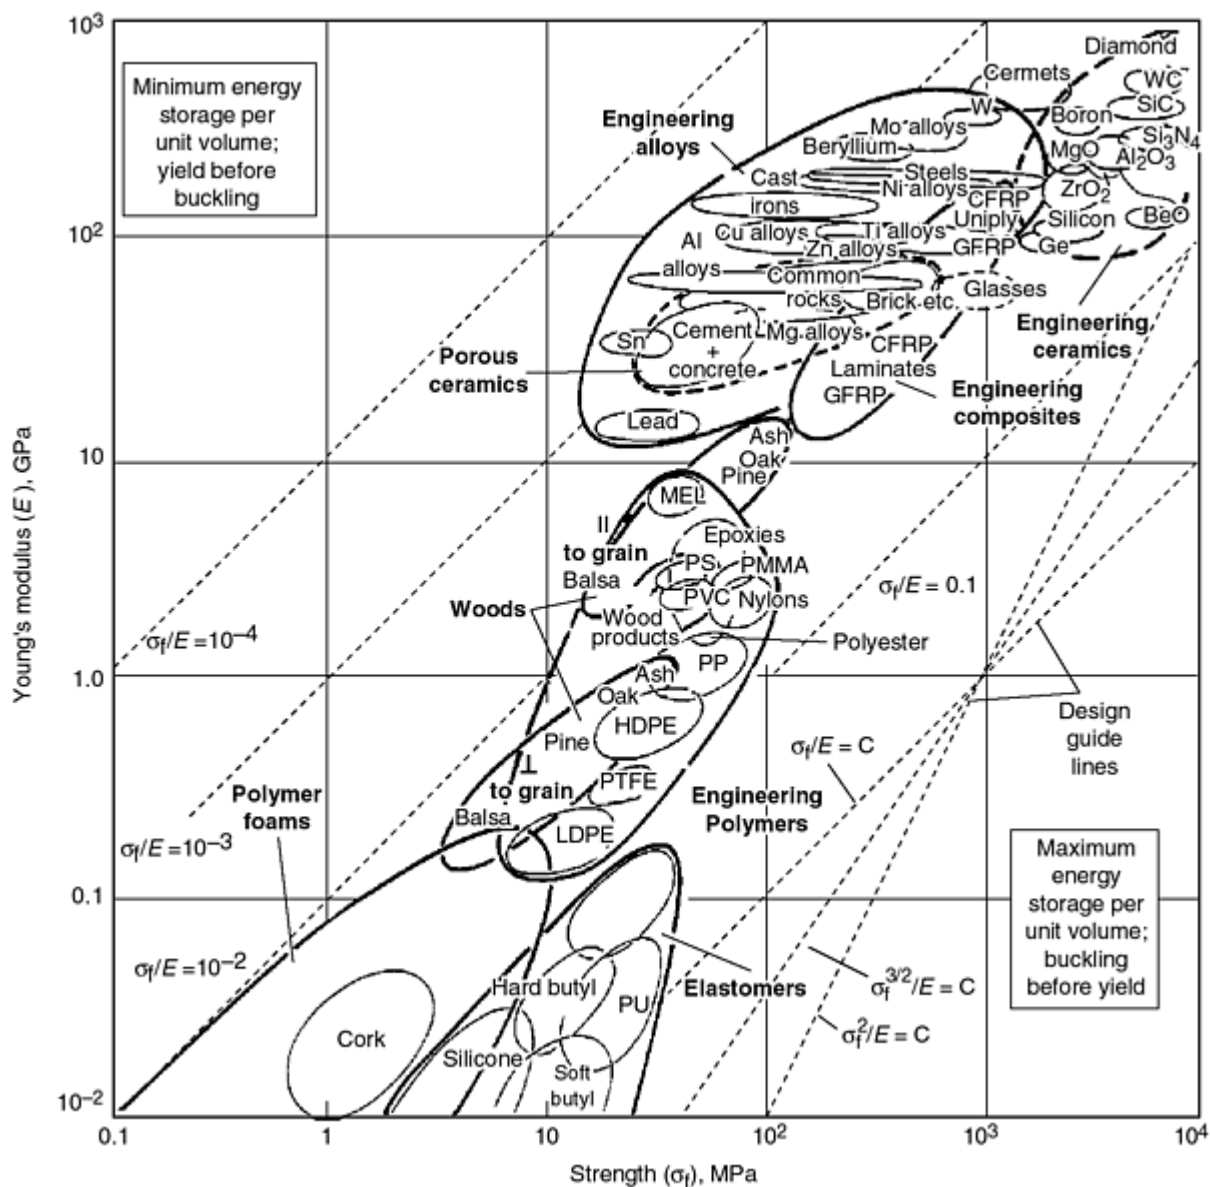 10³
10²
10
1.0
0.1
10⁻²
Young's modulus (E), GPa
0.1
1
10
10²
10³
10⁴
Strength (σf), MPa
Minimum energy
storage per
unit volume;
yield before
buckling
Engineering
alloys
Diamond
Cermets
WC
W
Boron
SiC
Mo alloys
Beryllium
Si₃N₄
MgO
Al₂O₃
Cast
irons
Steels
Ni alloys
CFRP
Uniply
GFRP
ZrO₂
Silicon
BeO
Ge
Al
alloys
Cu alloys
Ti alloys
Zn alloys
Common
rocks
Brick etc
Glasses
Engineering
ceramics
Sn
Cement
+
concrete
Mg alloys
CFRP
Laminates
GFRP
Porous
ceramics
Engineering
composites
Lead
Ash
Oak
Pine
MEL
II
to grain
Balsa
Epoxies
PS
PMMA
PVC
Nylons
Woods
Wood
products
Polyester
σf/E = 0.1
σf/E = 10⁻⁴
PP
Ash
Oak
HDPE
Pine
⊥
to grain
PTFE
Balsa
LDPE
Engineering
Polymers
σf/E = C
Design
guide
lines
Polymer
foams
σf/E = 10⁻³
Maximum
energy
storage per
unit volume;
buckling
before yield
σf/E = 10⁻²
Elastomers
Hard butyl
PU
Cork
Silicone
Soft
butyl
σf³/²/E = C
σf²/E = C